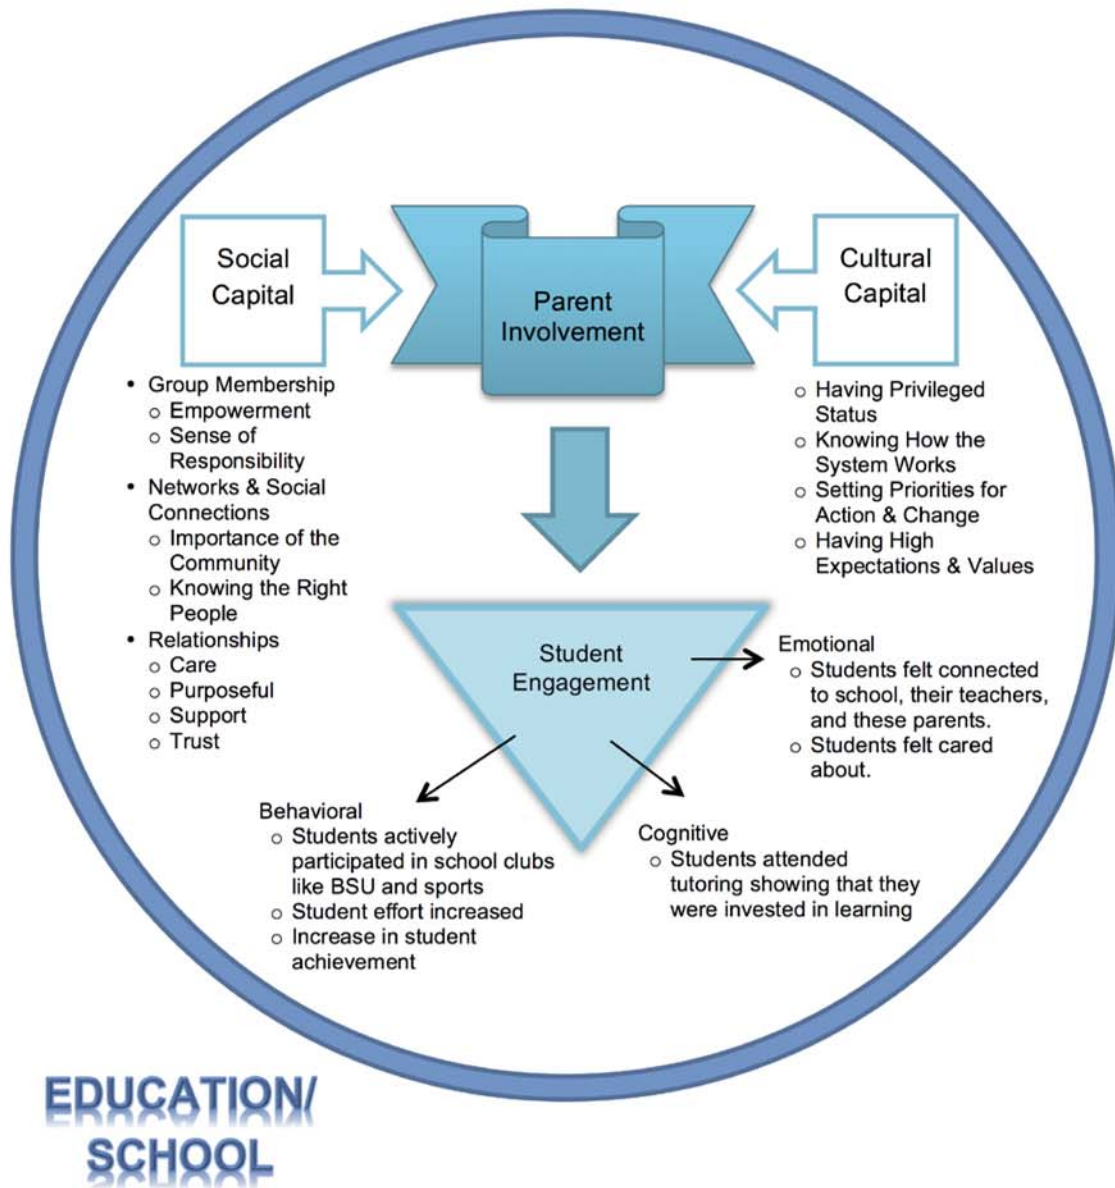 Social
Capital
Parent
Involvement
Cultural
Capital
• Group Membership
o Empowerment
o Sense of
Responsibility
• Networks & Social
Connections
o Importance of the
Community
o Knowing the Right
People
• Relationships
o Care
o Purposeful
o Support
o Trust
o Having Privileged
Status
o Knowing How the
System Works
o Setting Priorities for
Action & Change
o Having High
Expectations & Values
Student
Engagement
Emotional
o Students felt connected
to school, their teachers,
and these parents.
o Students felt cared
about.
Behavioral
o Students actively
participated in school clubs
like BSU and sports
o Student effort increased
o Increase in student
achievement
Cognitive
o Students attended
tutoring showing that they
were invested in learning
EDUCATION/
SCHOOL